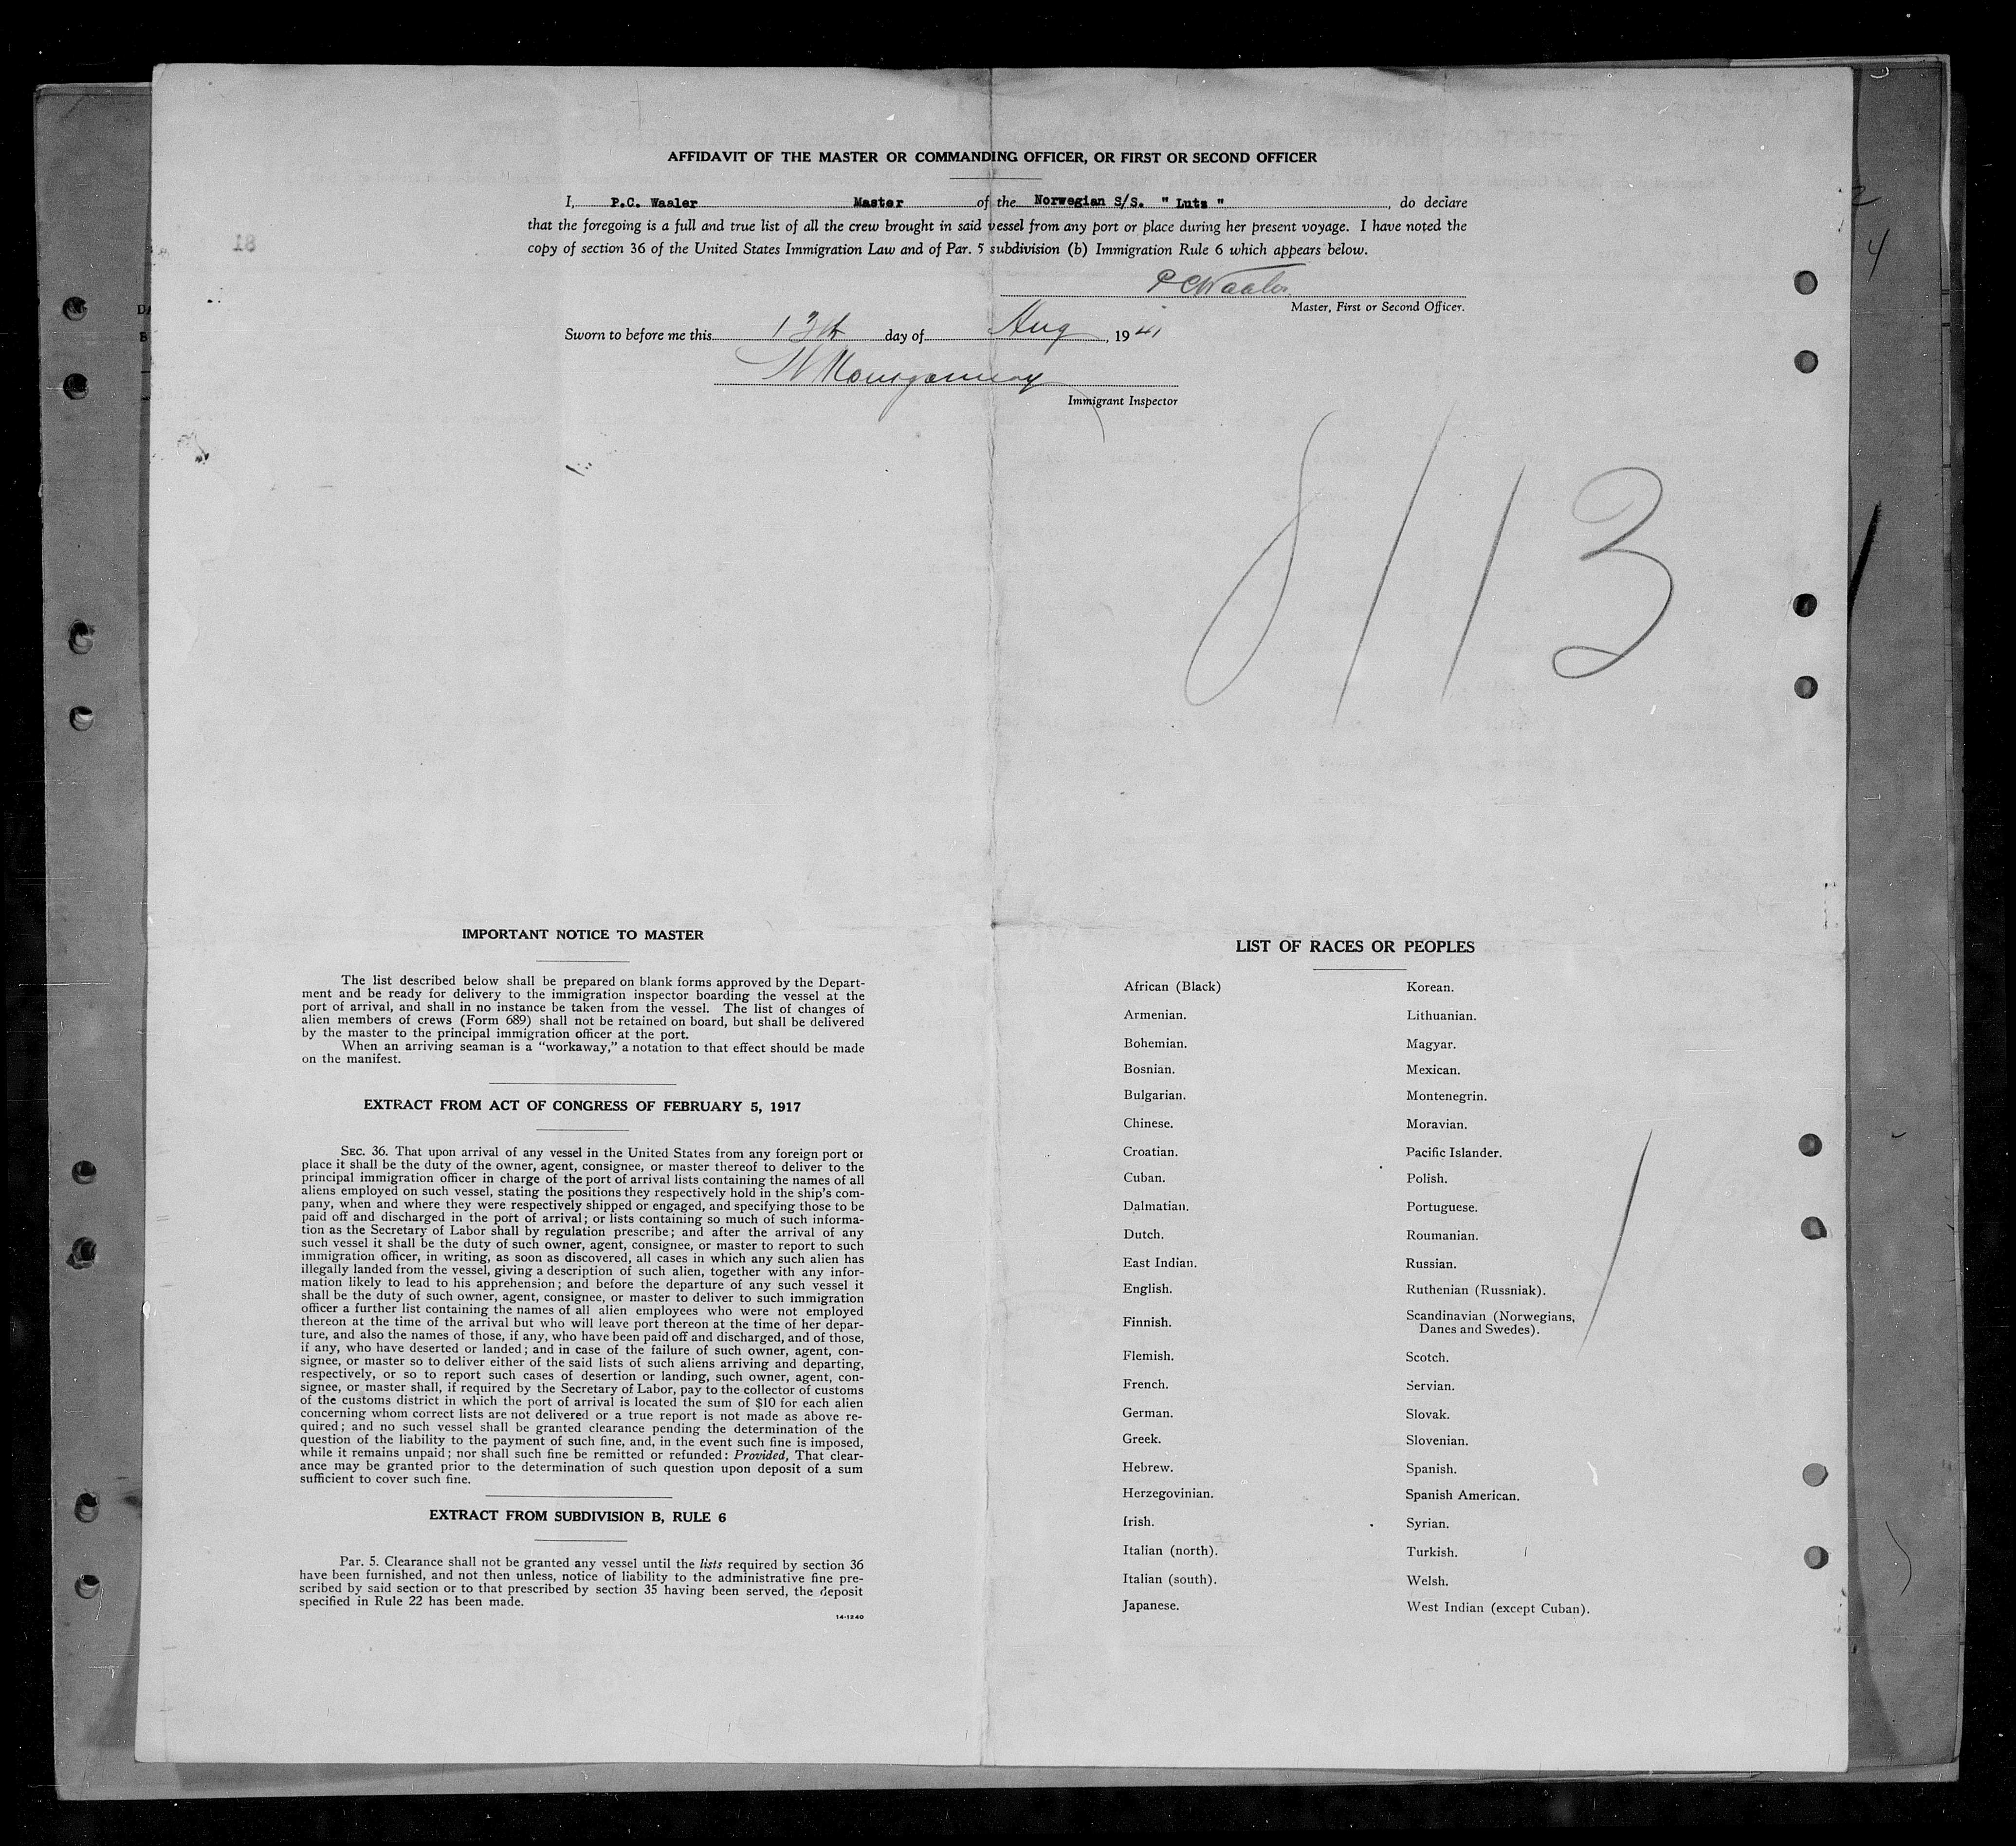 AFFIDAVIT OF THE MASTER OR COMMANDING OFFICER, OR FIRST OR SECOND OFFICER
I, P.C. Waaler Master of the Norwegian S/S. " Lutz ", do declare
that the foregoing is a full and true list of all the crew brought in said vessel from any port or place during her present voyage. I have noted the
copy of section 36 of the United States Immigration Law and of Par. 5 subdivision (b) Immigration Rule 6 which appears below.
P C Waaler
Master, First or Second Officer.
Sworn to before me this 13th day of Aug, 1941
Montgomery
Immigrant Inspector
8/13
IMPORTANT NOTICE TO MASTER
The list described below shall be prepared on blank forms approved by the Depart-
ment and be ready for delivery to the immigration inspector boarding the vessel at the
port of arrival, and shall in no instance be taken from the vessel. The list of changes of
alien members of crews (Form 689) shall not be retained on board, but shall be delivered
by the master to the principal immigration officer at the port.
When an arriving seaman is a "workaway," a notation to that effect should be made
on the manifest.
EXTRACT FROM ACT OF CONGRESS OF FEBRUARY 5, 1917
SEC. 36. That upon arrival of any vessel in the United States from any foreign port or
place it shall be the duty of the owner, agent, consignee, or master thereof to deliver to the
principal immigration officer in charge of the port of arrival lists containing the names of all
aliens employed on such vessel, stating the positions they respectively hold in the ship's com-
pany, when and where they were respectively shipped or engaged, and specifying those to be
paid off and discharged in the port of arrival; or lists containing so much of such informa-
tion as the Secretary of Labor shall by regulation prescribe; and after the arrival of any
such vessel it shall be the duty of such owner, agent, consignee, or master to report to such
immigration officer, in writing, as soon as discovered, all cases in which any such alien has
illegally landed from the vessel, giving a description of such alien, together with any infor-
mation likely to lead to his apprehension; and before the departure of any such vessel it
shall be the duty of such owner, agent, consignee, or master to deliver to such immigration
officer a further list containing the names of all alien employees who were not employed
thereon at the time of the arrival but who will leave port thereon at the time of her depar-
ture, and also the names of those, if any, who have been paid off and discharged, and of those,
if any, who have deserted or landed; and in case of the failure of such owner, agent, con-
signee, or master so to deliver either of the said lists of such aliens arriving and departing,
respectively, or so to report such cases of desertion or landing, such owner, agent, con-
signee, or master shall, if required by the Secretary of Labor, pay to the collector of customs
of the customs district in which the port of arrival is located the sum of $10 for each alien
concerning whom correct lists are not delivered or a true report is not made as above re-
quired; and no such vessel shall be granted clearance pending the determination of the
question of the liability to the payment of such fine, and, in the event such fine is imposed,
while it remains unpaid; nor shall such fine be remitted or refunded: Provided, That clear-
ance may be granted prior to the determination of such question upon deposit of a sum
sufficient to cover such fine.
EXTRACT FROM SUBDIVISION B, RULE 6
Par. 5. Clearance shall not be granted any vessel until the lists required by section 36
have been furnished, and not then unless, notice of liability to the administrative fine pre-
scribed by said section or to that prescribed by section 35 having been served, the deposit
specified in Rule 22 has been made.
14-1240
LIST OF RACES OR PEOPLES
African (Black)
Armenian.
Bohemian.
Bosnian.
Bulgarian.
Chinese.
Croatian.
Cuban.
Dalmatian.
Dutch.
East Indian.
English.
Finnish.
Flemish.
French.
German.
Greek.
Hebrew.
Herzegovinian.
Irish.
Italian (north).
Italian (south).
Japanese.
Korean.
Lithuanian.
Magyar.
Mexican.
Montenegrin.
Moravian.
Pacific Islander.
Polish.
Portuguese.
Roumanian.
Russian.
Ruthenian (Russniak).
Scandinavian (Norwegians,
Danes and Swedes).
Scotch.
Servian.
Slovak.
Slovenian.
Spanish.
Spanish American.
Syrian.
Turkish.
Welsh.
West Indian (except Cuban).